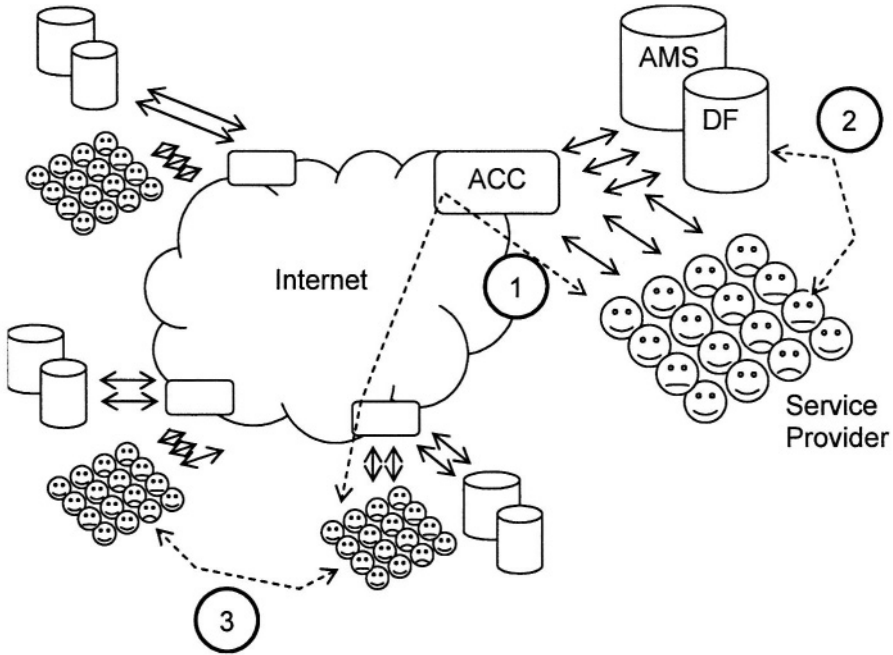 AMS
DF
2
ACC
Internet
1
Service
Provider
3